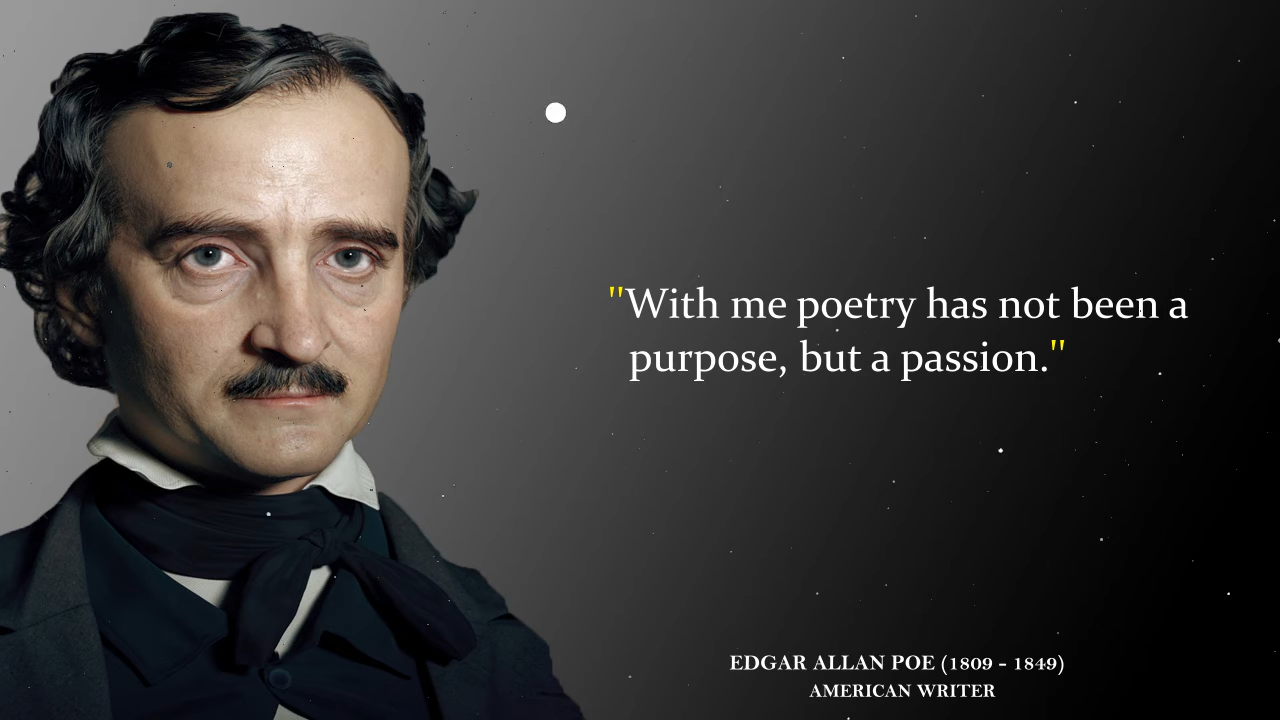 "With me poetry has not been a
purpose, but a passion."
EDGAR ALLAN POE (1809 - 1849)
AMERICAN WRITER